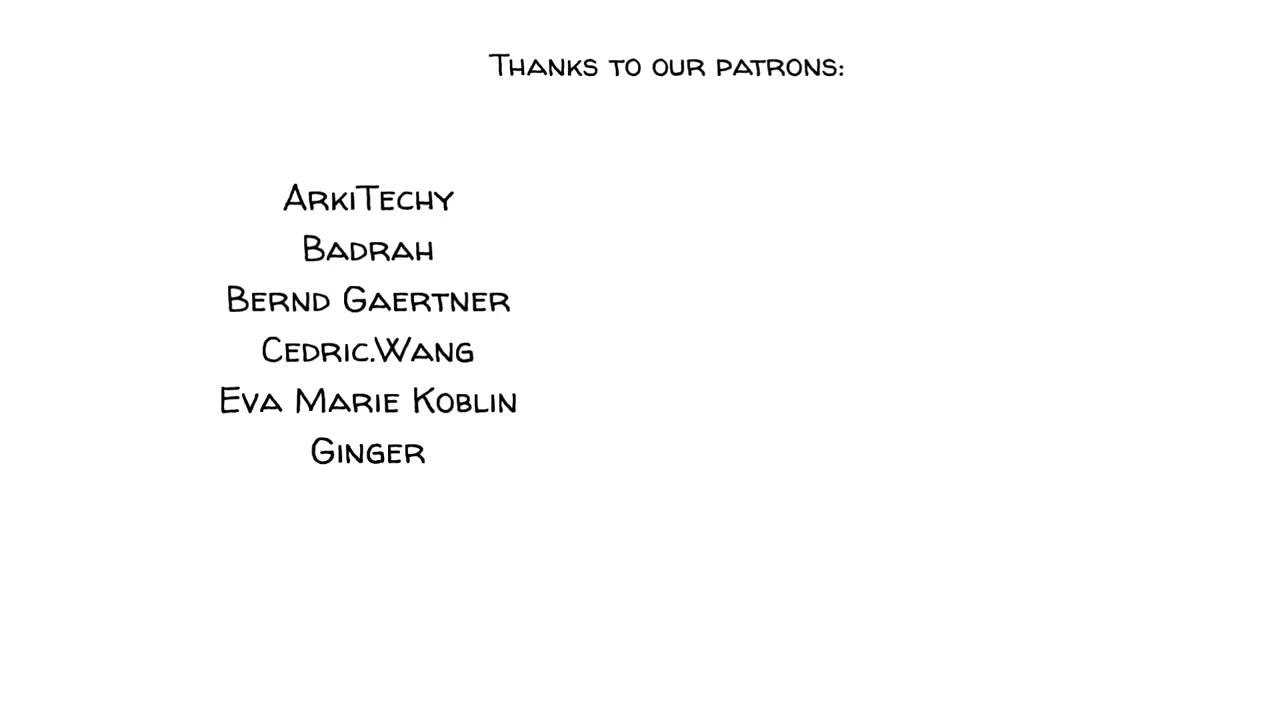 Thanks to our patrons:
ArkiTechy
Badrah
Bernd Gaertner
Cedric.Wang
Eva Marie Koblin
Ginger